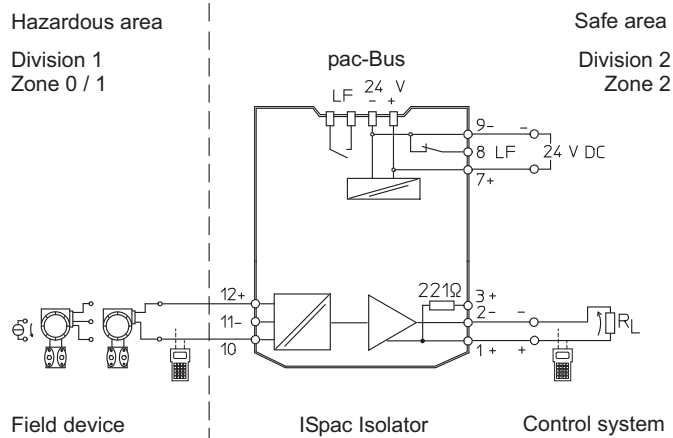 Hazardous area
Safe area
Division 1
Zone 0 / 1
pac-Bus
Division 2
Zone 2
LF 24 V
- +
9- -
8 LF 24 V DC
7+
12+
221Ω
3+
11-
2- -
RL
10
1+ +
Field device
ISpac Isolator
Control system